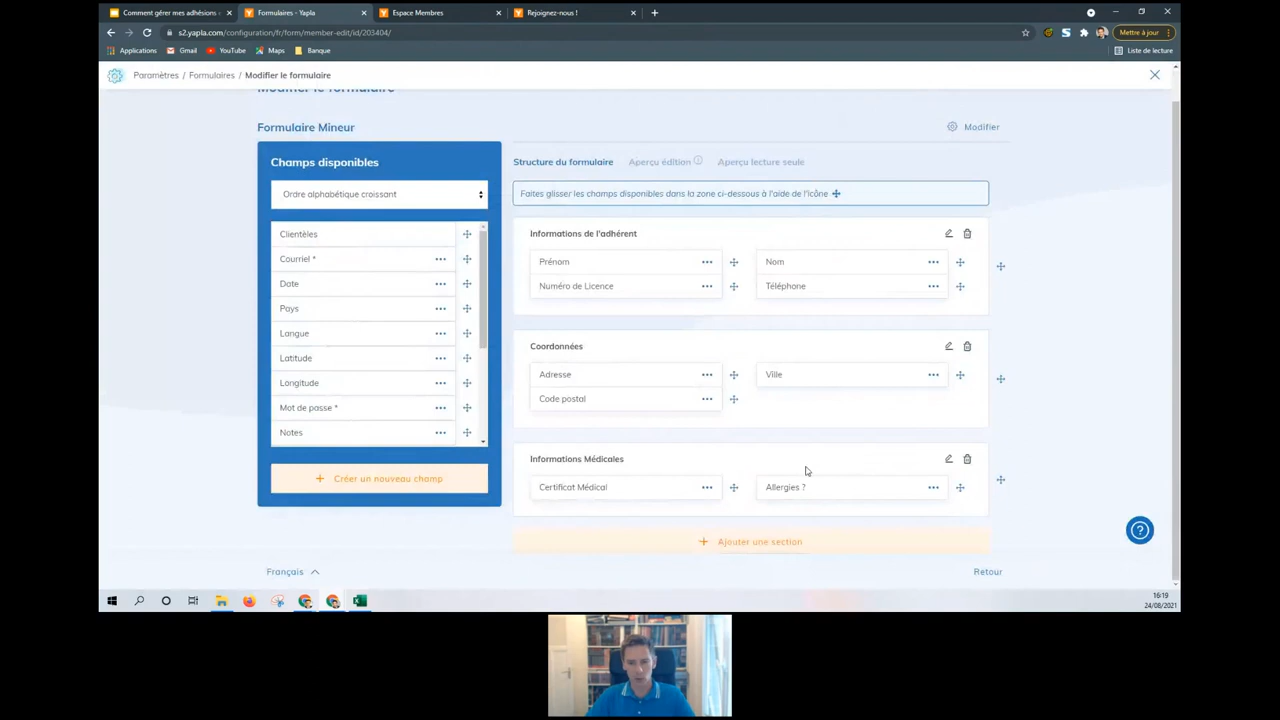 Comment gérer mes adhésions
Formulaires - Yapla
Espace Membres
Rejoignez-nous !
s2.yapla.com/configuration/fr/form/member-edit/id/203404/
Mettre à jour
Applications
Gmail
YouTube
Maps
Banque
Liste de lecture
Paramètres / Formulaires / Modifier le formulaire
Modifier le formulaire
Formulaire Mineur
Modifier
Champs disponibles
Ordre alphabétique croissant
Clientèles
Courriel *
Date
Pays
Langue
Latitude
Longitude
Mot de passe *
Notes
+ Créer un nouveau champ
Structure du formulaire
Aperçu édition
Aperçu lecture seule
Faites glisser les champs disponibles dans la zone ci-dessous à l'aide de l'icône
Informations de l'adhérent
Prénom
Nom
Numéro de Licence
Téléphone
Coordonnées
Adresse
Ville
Code postal
Informations Médicales
Certificat Médical
Allergies ?
+ Ajouter une section
Français
Retour
16:19
24/08/2021